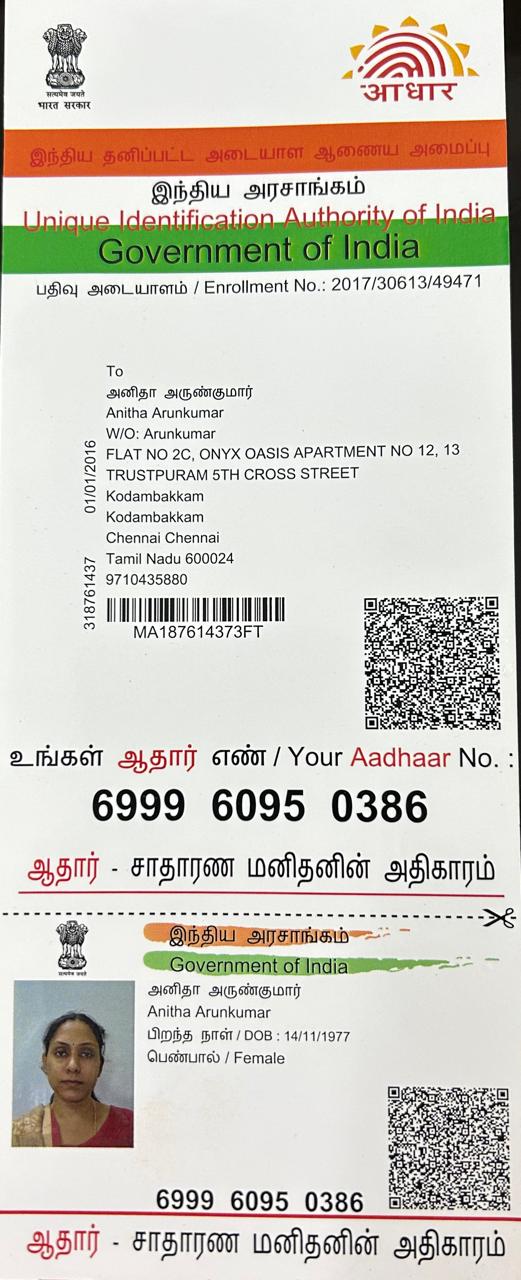 सत्यमेव जयते
भारत सरकार
आधार
இந்திய தனிப்பட்ட அடையாள ஆணைய அமைப்பு
இந்திய அரசாங்கம்
Unique Identification Authority of India
Government of India
பதிவு அடையாளம் / Enrollment No.: 2017/30613/49471
To
அனிதா அருண்குமார்
Anitha Arunkumar
W/O: Arunkumar
FLAT NO 2C, ONYX OASIS APARTMENT NO 12, 13
TRUSTPURAM 5TH CROSS STREET
Kodambakkam
Kodambakkam
Chennai Chennai
Tamil Nadu 600024
9710435880
318761437 01/01/2016
MA187614373FT
உங்கள் ஆதார் எண் / Your Aadhaar No. :
6999 6095 0386
ஆதார் - சாதாரண மனிதனின் அதிகாரம்
सत्यमेव जयते
இந்திய அரசாங்கம்
Government of India
அனிதா அருண்குமார்
Anitha Arunkumar
பிறந்த நாள் / DOB : 14/11/1977
பெண்பால் / Female
6999 6095 0386
ஆதார் - சாதாரண மனிதனின் அதிகாரம்